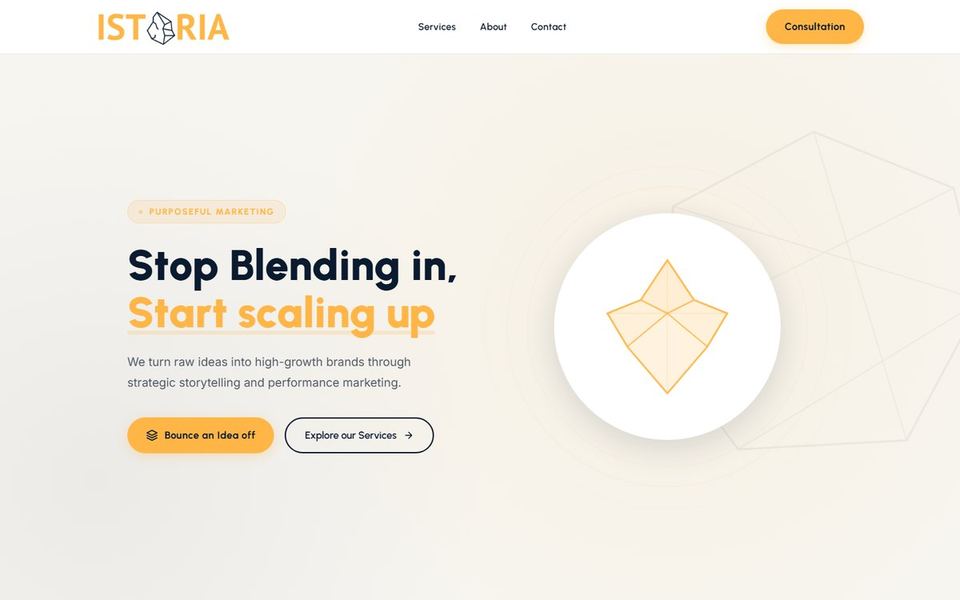 ISTORIA
Services
About
Contact
Consultation
PURPOSEFUL MARKETING
Stop Blending in,
Start scaling up
We turn raw ideas into high-growth brands through
strategic storytelling and performance marketing.
Bounce an Idea off
Explore our Services →